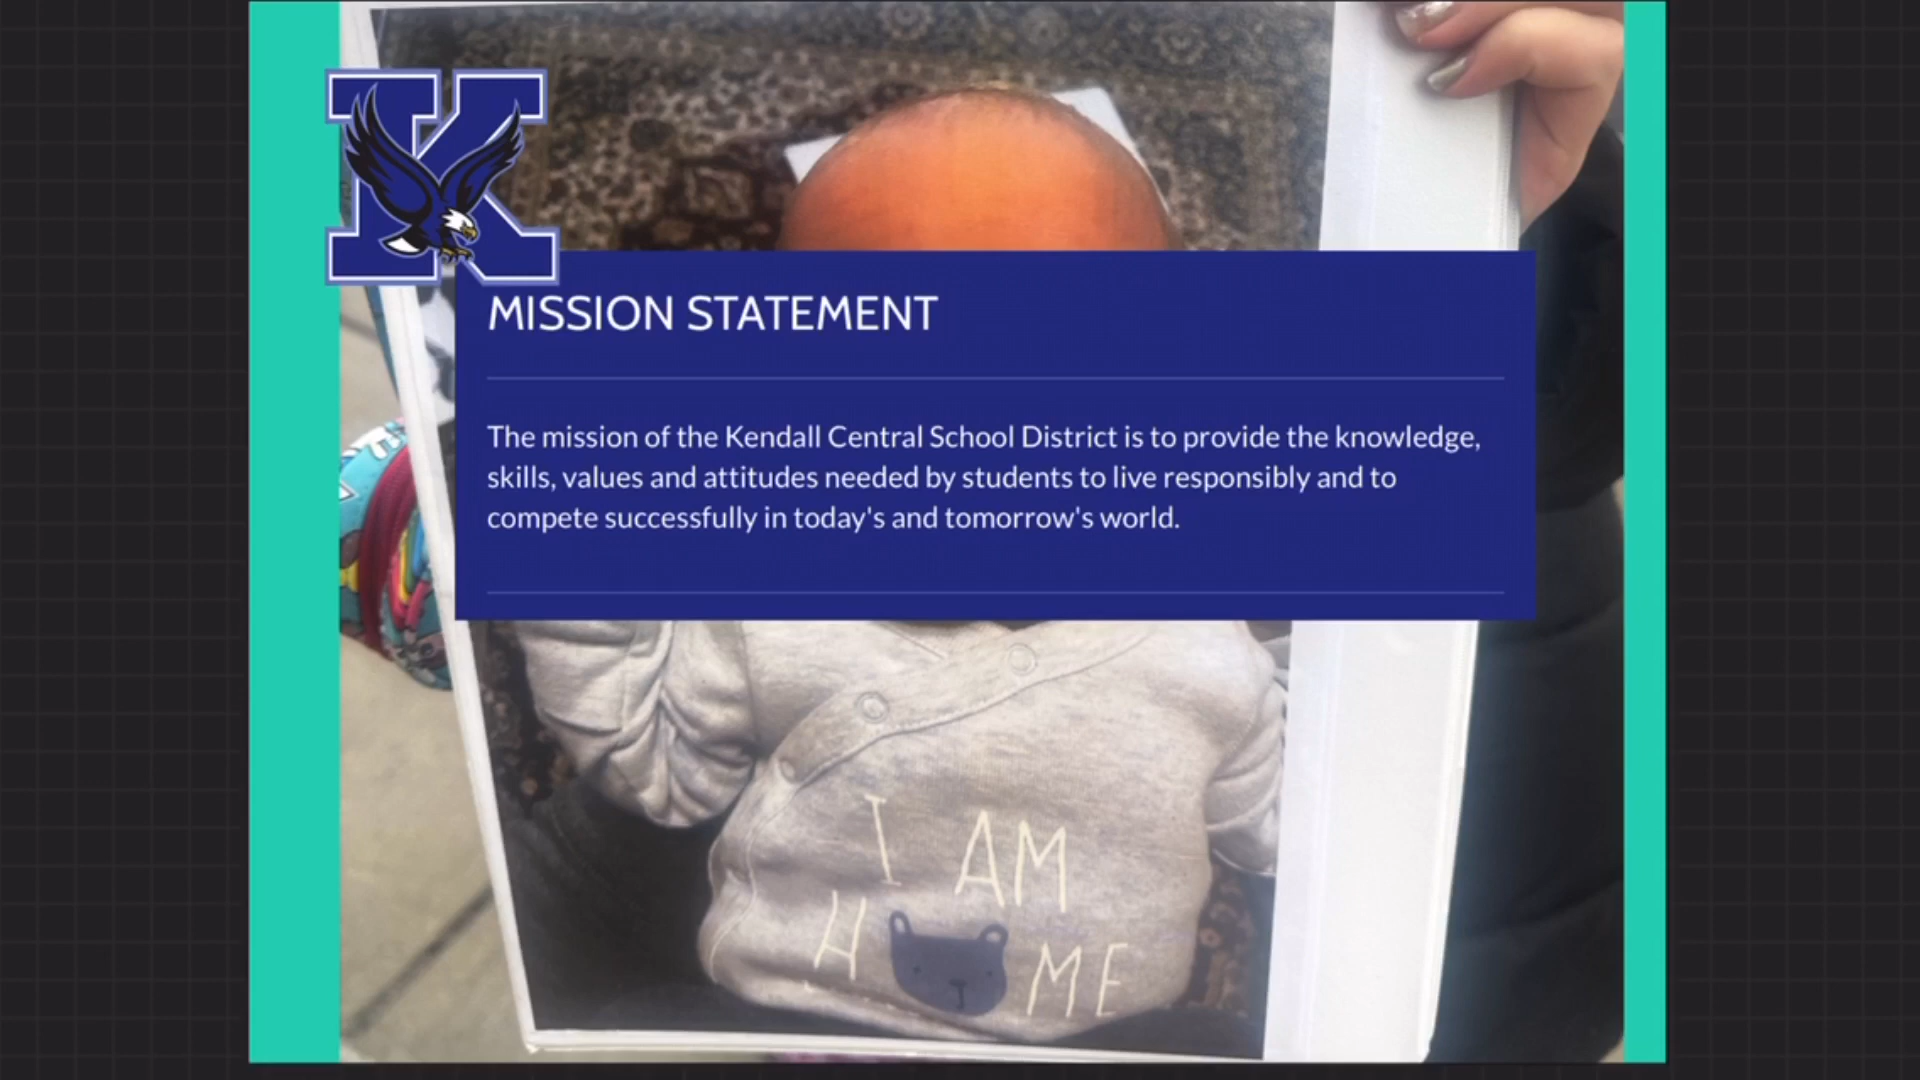 K
MISSION STATEMENT
The mission of the Kendall Central School District is to provide the knowledge,
skills, values and attitudes needed by students to live responsibly and to
compete successfully in today's and tomorrow's world.
I AM
H ME